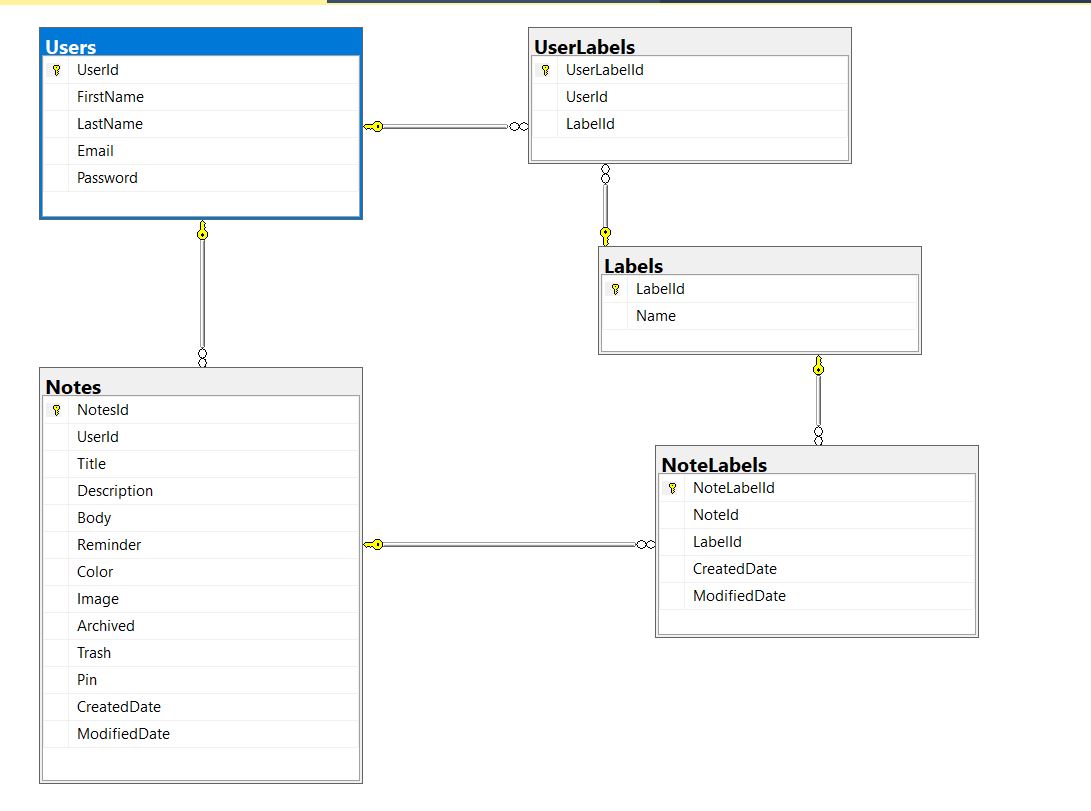 Users
UserId
FirstName
LastName
Email
Password
UserLabels
UserLabelId
UserId
LabelId
Labels
LabelId
Name
Notes
NotesId
UserId
Title
Description
Body
Reminder
Color
Image
Archived
Trash
Pin
CreatedDate
ModifiedDate
NoteLabels
NoteLabelId
NoteId
LabelId
CreatedDate
ModifiedDate